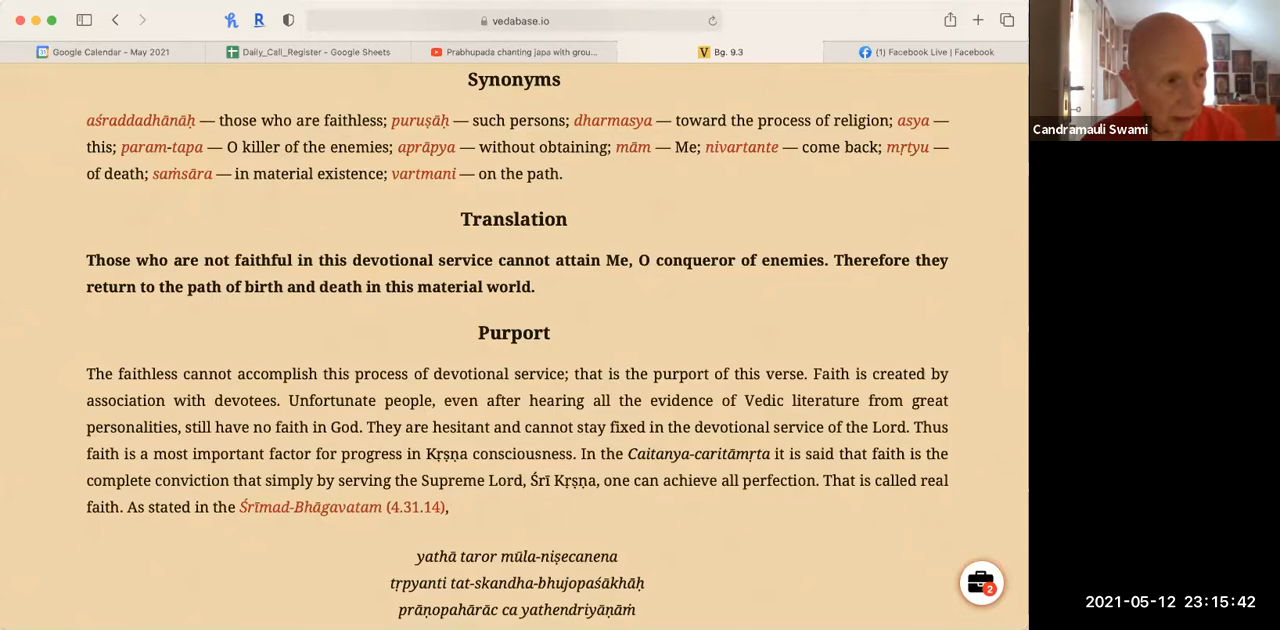 vedabase.io
Google Calendar - May 2021
Daily_Call_Register - Google Sheets
Prabhupada chanting japa with grou...
V Bg. 9.3
(1) Facebook Live | Facebook
Synonyms
aśraddadhānāḥ — those who are faithless; puruṣāḥ — such persons; dharmasya — toward the process of religion; asya —
this; param-tapa — O killer of the enemies; aprāpya — without obtaining; mām — Me; nivartante — come back; mṛtyu —
of death; saṁsāra — in material existence; vartmani — on the path.
Translation
Those who are not faithful in this devotional service cannot attain Me, O conqueror of enemies. Therefore they
return to the path of birth and death in this material world.
Purport
The faithless cannot accomplish this process of devotional service; that is the purport of this verse. Faith is created by
association with devotees. Unfortunate people, even after hearing all the evidence of Vedic literature from great
personalities, still have no faith in God. They are hesitant and cannot stay fixed in the devotional service of the Lord. Thus
faith is a most important factor for progress in Kṛṣṇa consciousness. In the Caitanya-caritāmṛta it is said that faith is the
complete conviction that simply by serving the Supreme Lord, Śrī Kṛṣṇa, one can achieve all perfection. That is called real
faith. As stated in the Śrīmad-Bhāgavatam (4.31.14),
yathā taror mūla-niṣecanena
tṛpyanti tat-skandha-bhujopaśākhāḥ
prāṇopahārāc ca yathendriyāṇāṁ
2
Candramauli Swami
2021-05-12 23:15:42